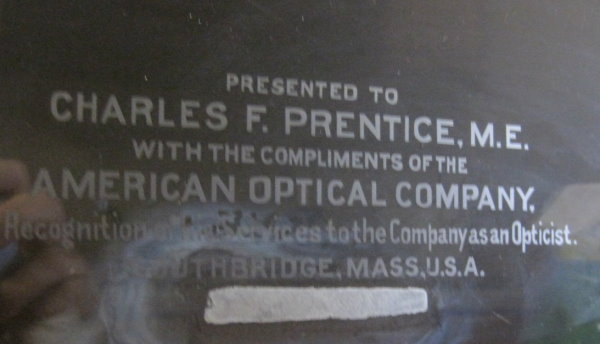 PRESENTED TO
CHARLES F. PRENTICE, M.E.
WITH THE COMPLIMENTS OF THE
AMERICAN OPTICAL COMPANY,
Recognition Services to the Company as an Opticist.
SOUTHBRIDGE, MASS, U.S.A.